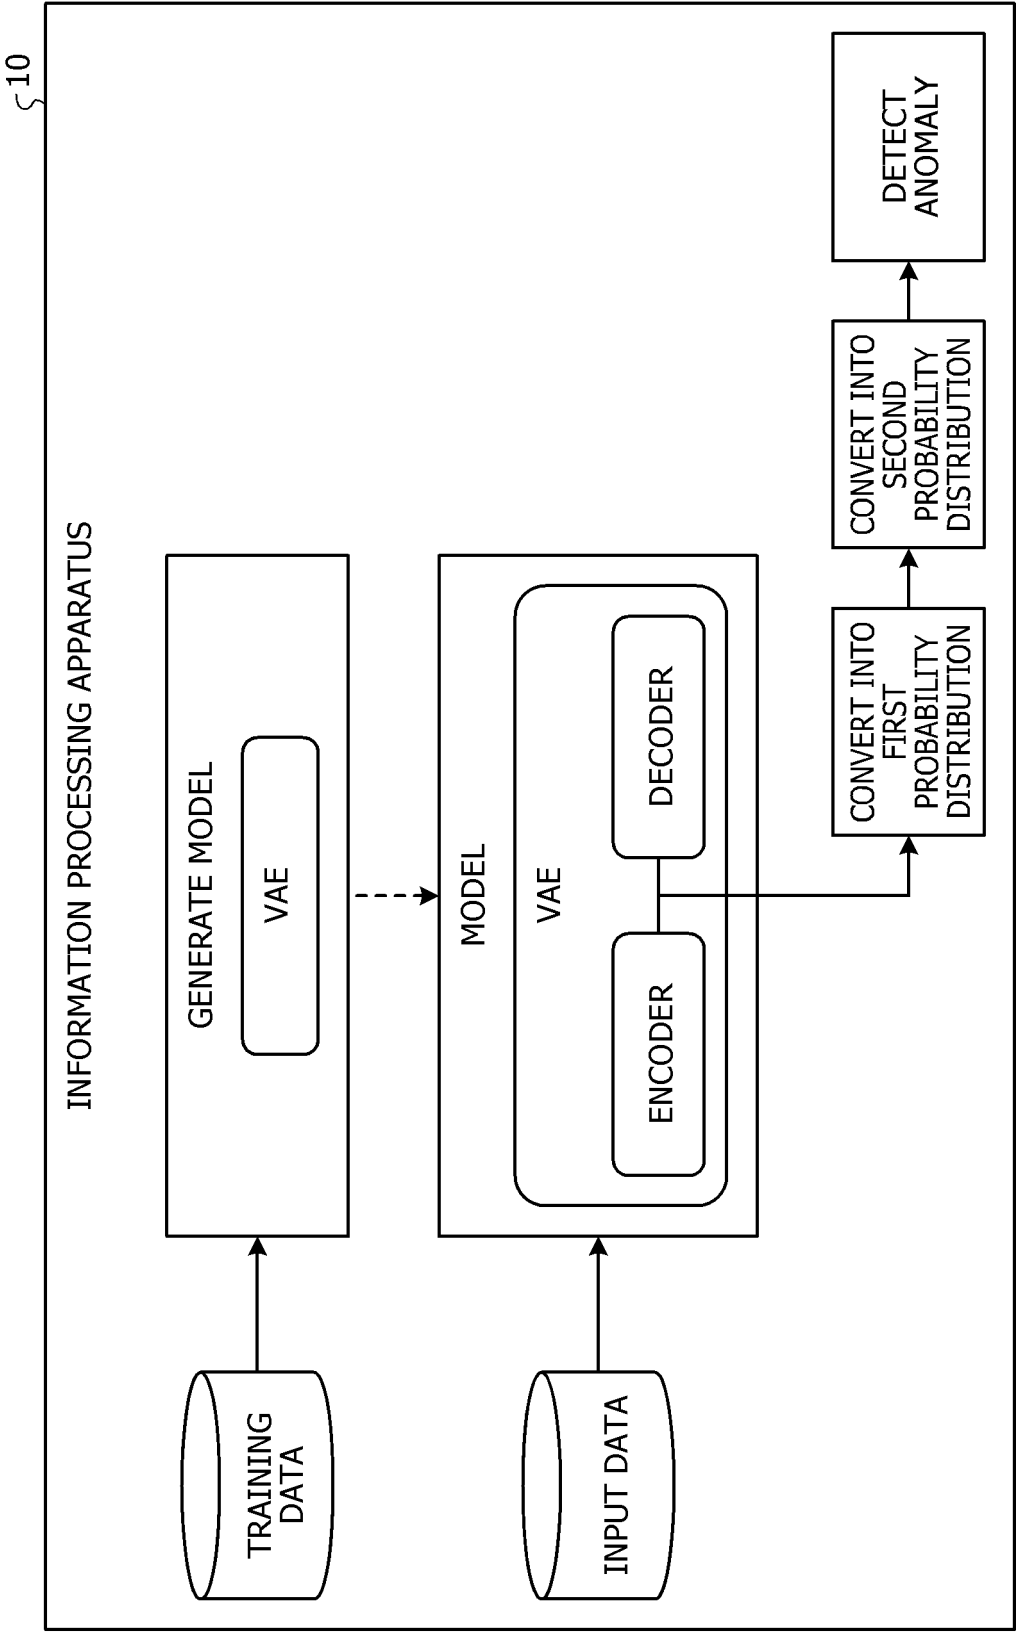 10
INFORMATION PROCESSING APPARATUS
TRAINING
DATA
GENERATE MODEL
VAE
INPUT DATA
MODEL
VAE
ENCODER
DECODER
CONVERT INTO
FIRST
PROBABILITY
DISTRIBUTION
CONVERT INTO
SECOND
PROBABILITY
DISTRIBUTION
DETECT
ANOMALY